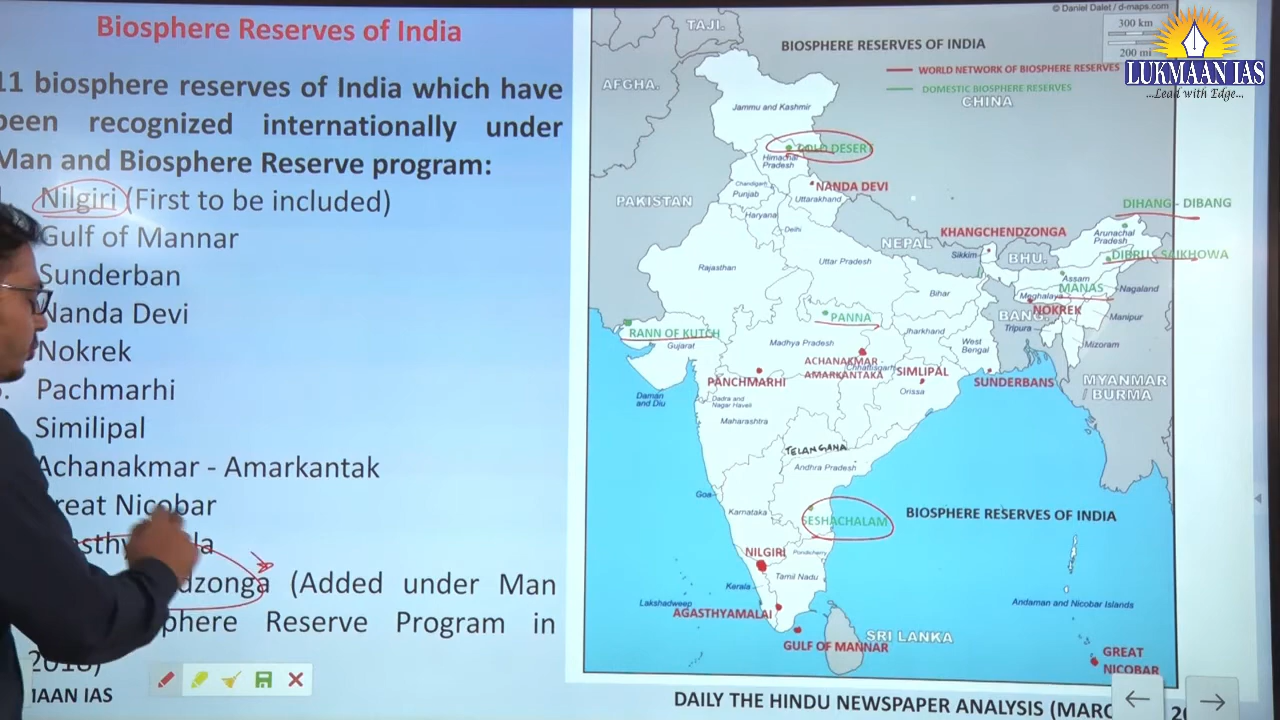 Biosphere Reserves of India
11 biosphere reserves of India which have
been recognized internationally under
Man and Biosphere Reserve program:
Nilgiri (First to be included)
Gulf of Mannar
Sunderban
Nanda Devi
Nokrek
Pachmarhi
Similipal
Achanakmar - Amarkantak
reat Nicobar
dzonga (Added under Man
phere Reserve Program in
2018)
IAAN IAS
© Daniel Dalet / d-maps.com
300 km
200 mi
LUKMAAN IAS
...Lead with Edge...
BIOSPHERE RESERVES OF INDIA
WORLD NETWORK OF BIOSPHERE RESERVES
DOMESTIC BIOSPHERE RESERVES
TAJI.
AFGHA.
CHINA
Jammu and Kashmir
COLD DESERT
Himachal
Pradesh
NANDA DEVI
Chandigarh
Punjab
Uttarakhand
PAKISTAN
DIHANG - DIBANG
Haryana
Delhi
KHANGCHENDZONGA
Arunachal
Pradesh
NEPAL
Sikkim
BHU.
DIBRU - SAIKHOWA
Rajasthan
Uttar Pradesh
Assam
MANAS
Nagaland
Bihar
Meghalaya
NOKREK
BANG.
Manipur
RANN OF KUTCH
PANNA
Tripura
Gujarat
Madhya Pradesh
Jharkhand
West
Bengal
Mizoram
ACHANAKMAR -
AMARKANTAKA
Chhattisgarh
SIMLIPAL
PANCHMARHI
Orissa
SUNDERBANS
MYANMAR
/ BURMA
Daman
and Diu
Dadra and
Nagar Haveli
Maharashtra
TELANGANA
Andhra Pradesh
Goa
Karnataka
SESHACHALAM
BIOSPHERE RESERVES OF INDIA
NILGIRI
Pondicherry
Kerala
Tamil Nadu
Lakshadweep
Andaman and Nicobar Islands
AGASTHYAMALAI
SRI LANKA
GULF OF MANNAR
GREAT
NICOBAR
DAILY THE HINDU NEWSPAPER ANALYSIS (MARC